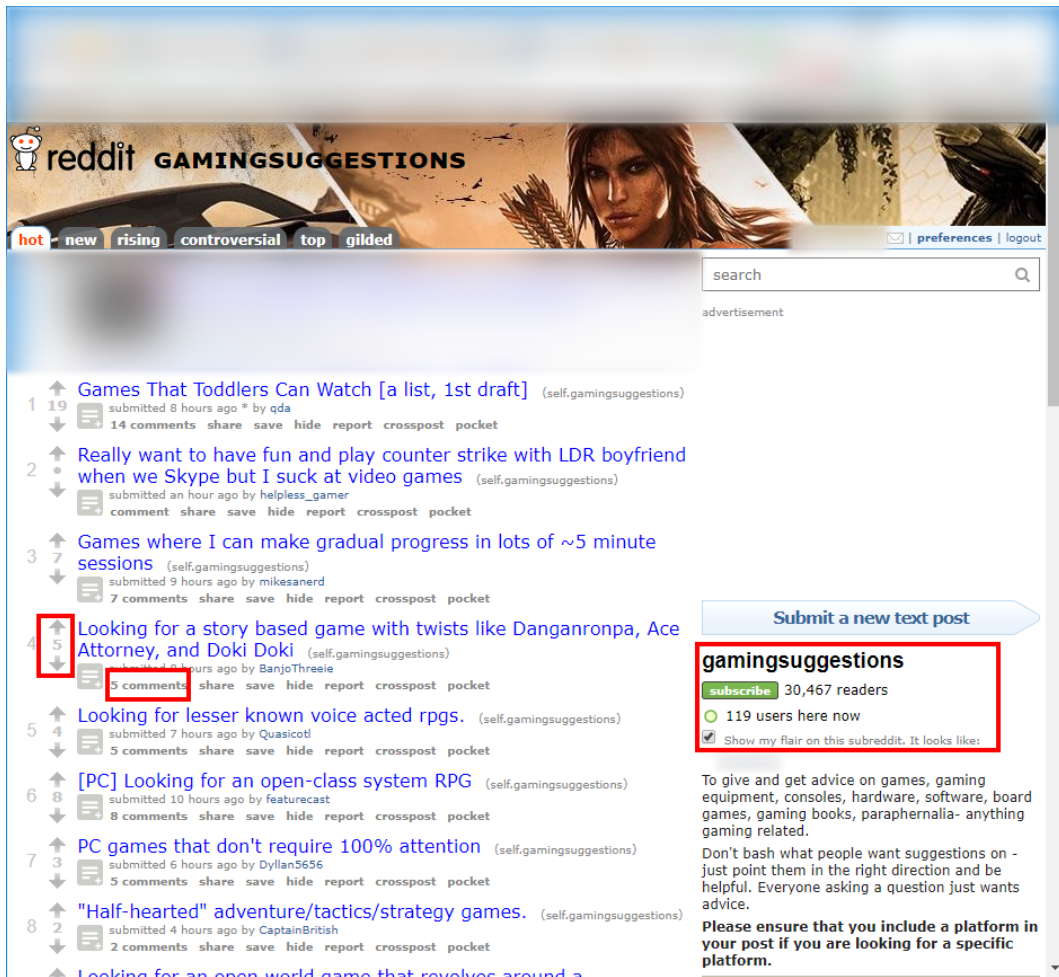 reddit GAMINGSUGGESTIONS
hot new rising controversial top gilded
| preferences | logout
search
advertisement
1
19
Games That Toddlers Can Watch [a list, 1st draft] (self.gamingsuggestions)
submitted 8 hours ago * by qda
14 comments share save hide report crosspost pocket
2
•
Really want to have fun and play counter strike with LDR boyfriend
when we Skype but I suck at video games (self.gamingsuggestions)
submitted an hour ago by helpless_gamer
comment share save hide report crosspost pocket
3
7
Games where I can make gradual progress in lots of ~5 minute
sessions (self.gamingsuggestions)
submitted 9 hours ago by mikesanerd
7 comments share save hide report crosspost pocket
4
5
Looking for a story based game with twists like Danganronpa, Ace
Attorney, and Doki Doki (self.gamingsuggestions)
submitted 8 hours ago by BanjoThreeie
5 comments share save hide report crosspost pocket
5
4
Looking for lesser known voice acted rpgs. (self.gamingsuggestions)
submitted 7 hours ago by Quasicotl
5 comments share save hide report crosspost pocket
6
8
[PC] Looking for an open-class system RPG (self.gamingsuggestions)
submitted 10 hours ago by featurecast
8 comments share save hide report crosspost pocket
7
3
PC games that don't require 100% attention (self.gamingsuggestions)
submitted 6 hours ago by Dyllan5656
5 comments share save hide report crosspost pocket
8
2
"Half-hearted" adventure/tactics/strategy games. (self.gamingsuggestions)
submitted 4 hours ago by CaptainBritish
2 comments share save hide report crosspost pocket
Looking for an open world game that revolves around a
Submit a new text post
gamingsuggestions
subscribe 30,467 readers
119 users here now
Show my flair on this subreddit. It looks like:
To give and get advice on games, gaming
equipment, consoles, hardware, software, board
games, gaming books, paraphernalia- anything
gaming related.
Don't bash what people want suggestions on -
just point them in the right direction and be
helpful. Everyone asking a question just wants
advice.
Please ensure that you include a platform in
your post if you are looking for a specific
platform.